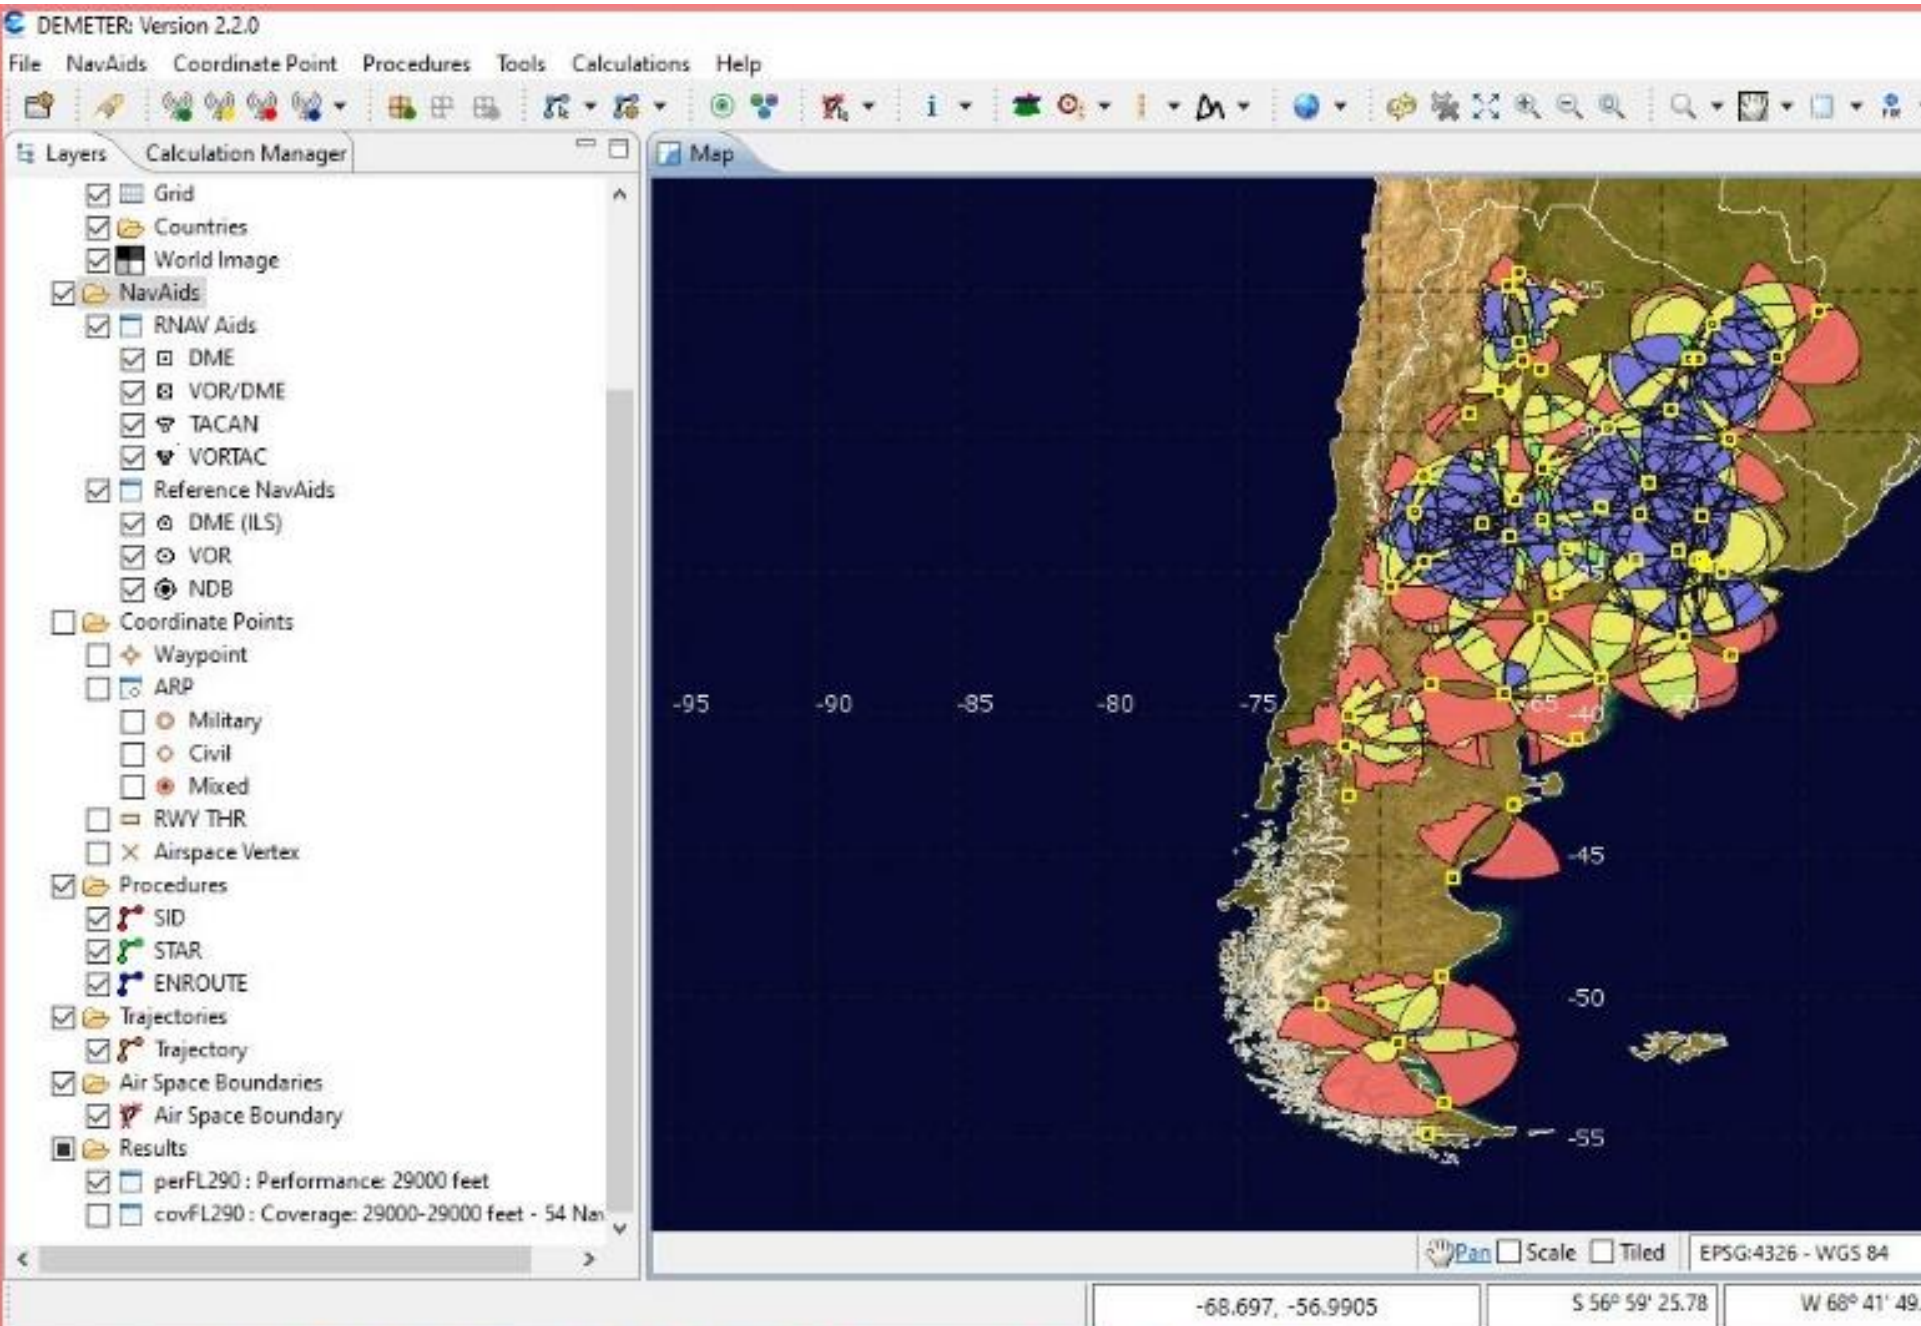 DEMETER: Version 2.2.0
File NavAids Coordinate Point Procedures Tools Calculations Help
Layers Calculation Manager Map
Grid
Countries
World Image
NavAids
RNAV Aids
DME
VOR/DME
TACAN
VORTAC
Reference NavAids
DME (ILS)
VOR
NDB
Coordinate Points
Waypoint
ARP
Military
Civil
Mixed
RWY THR
Airspace Vertex
Procedures
SID
STAR
ENROUTE
Trajectories
Trajectory
Air Space Boundaries
Air Space Boundary
Results
perFL290 : Performance: 29000 feet
covFL290 : Coverage: 29000-29000 feet - 54 Nav
-25
-95 -90 -85 -80 -75 -70 -65
-40
-45
-50
-55
Pan Scale Tiled EPSG:4326 - WGS 84
-68.697, -56.9905 S 56º 59' 25.78 W 68º 41' 49.